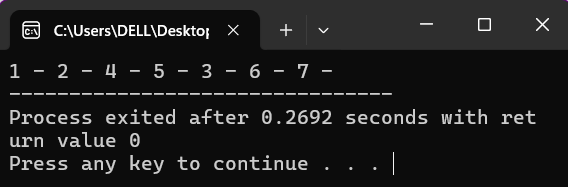 C:\Users\DELL\Desktop
1 - 2 - 4 - 5 - 3 - 6 - 7 -
--------------------------------
Process exited after 0.2692 seconds with ret
urn value 0
Press any key to continue . . .